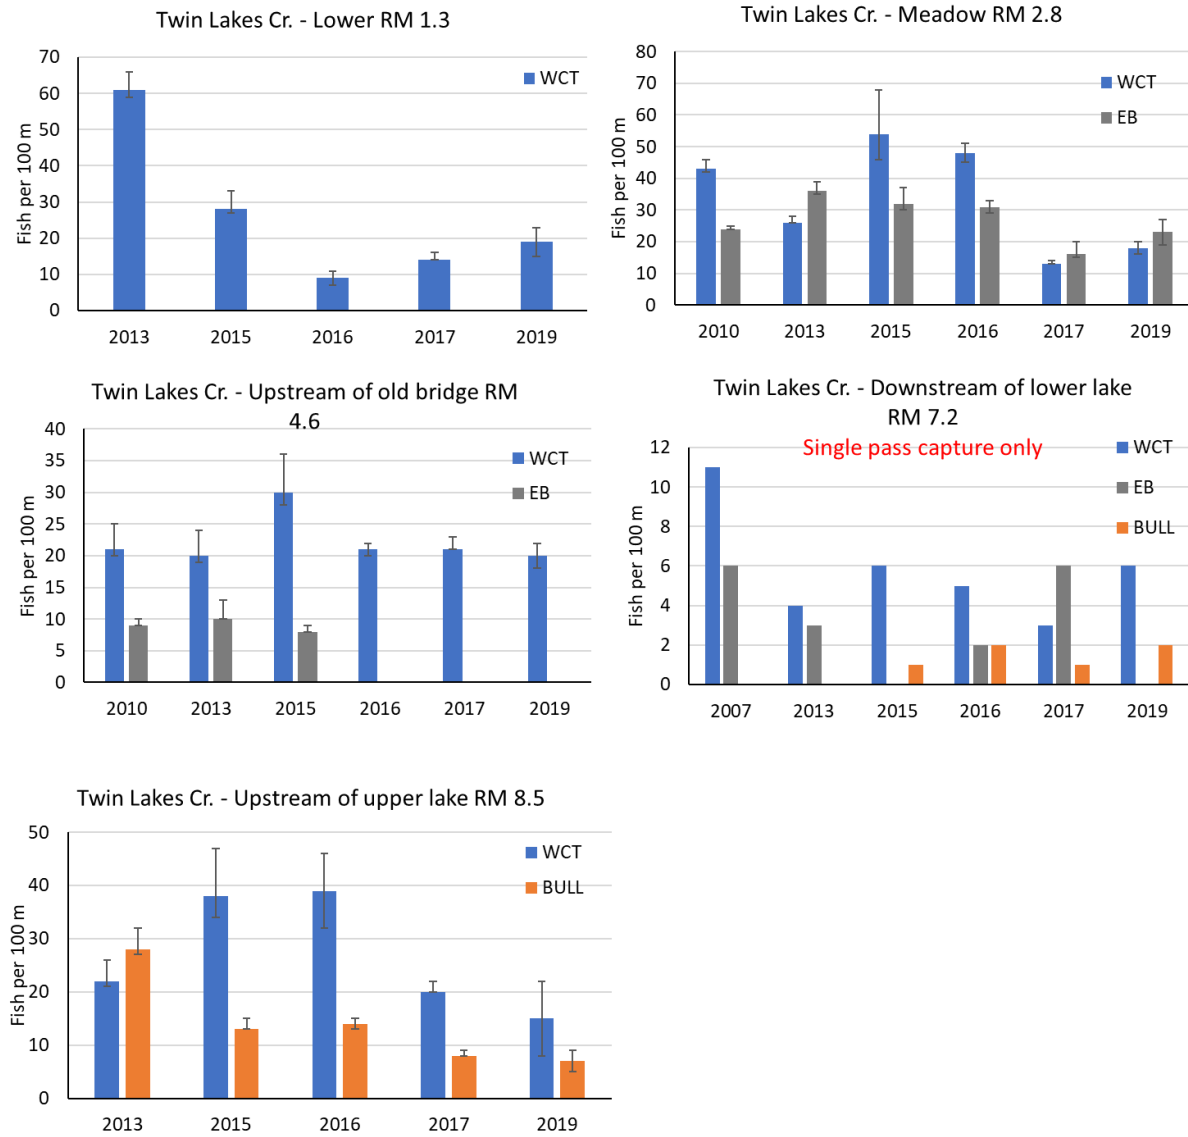 Twin Lakes Cr. - Lower RM 1.3
Fish per 100 m
70
60
50
40
30
20
10
0
WCT
2013 2015 2016 2017 2019
Twin Lakes Cr. - Meadow RM 2.8
Fish per 100 m
80
70
60
50
40
30
20
10
0
WCT
EB
2010 2013 2015 2016 2017 2019
Twin Lakes Cr. - Upstream of old bridge RM
4.6
Fish per 100 m
40
35
30
25
20
15
10
5
0
WCT
EB
2010 2013 2015 2016 2017 2019
Twin Lakes Cr. - Downstream of lower lake
RM 7.2
Single pass capture only
Fish per 100 m
12
10
8
6
4
2
0
WCT
EB
BULL
2007 2013 2015 2016 2017 2019
Twin Lakes Cr. - Upstream of upper lake RM 8.5
Fish per 100 m
50
40
30
20
10
0
WCT
BULL
2013 2015 2016 2017 2019